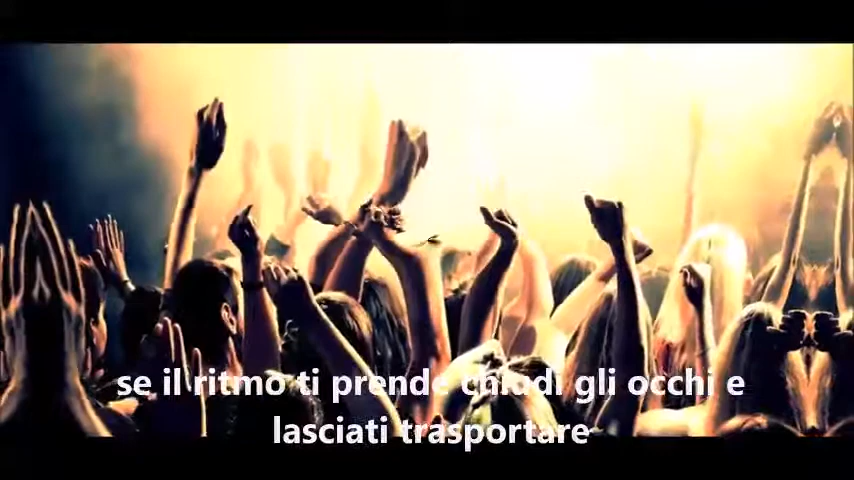 se il ritmo ti prende chiudi gli occhi e
lasciati trasportare